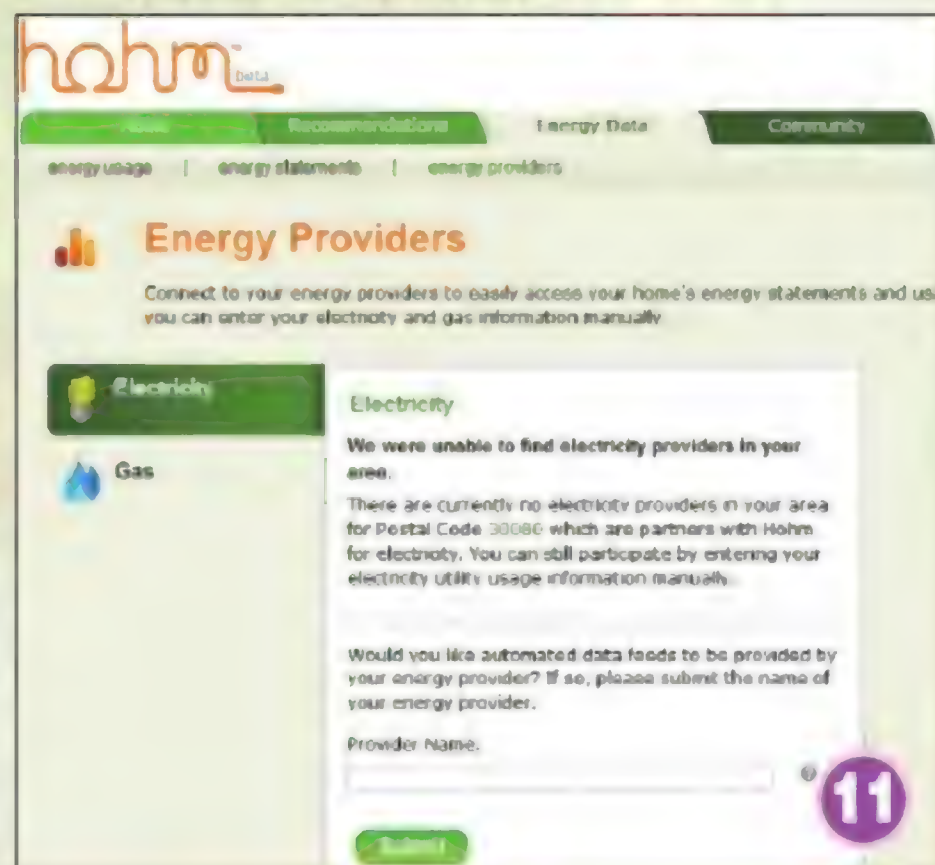 hohm
beta
Home Recommendations Energy Data Community
energy usage | energy statements | energy providers
Energy Providers
Connect to your energy providers to easily access your home's energy statements and us
you can enter your electricity and gas information manually
Electricity
Gas
Electricity
We were unable to find electricity providers in your
area.
There are currently no electricity providers in your area
for Postal Code 30080 which are partners with Hohm
for electricity. You can still participate by entering your
electricity utility usage information manually.
Would you like automated data feeds to be provided by
your energy provider? If so, please submit the name of
your energy provider.
Provider Name:
11
Submit